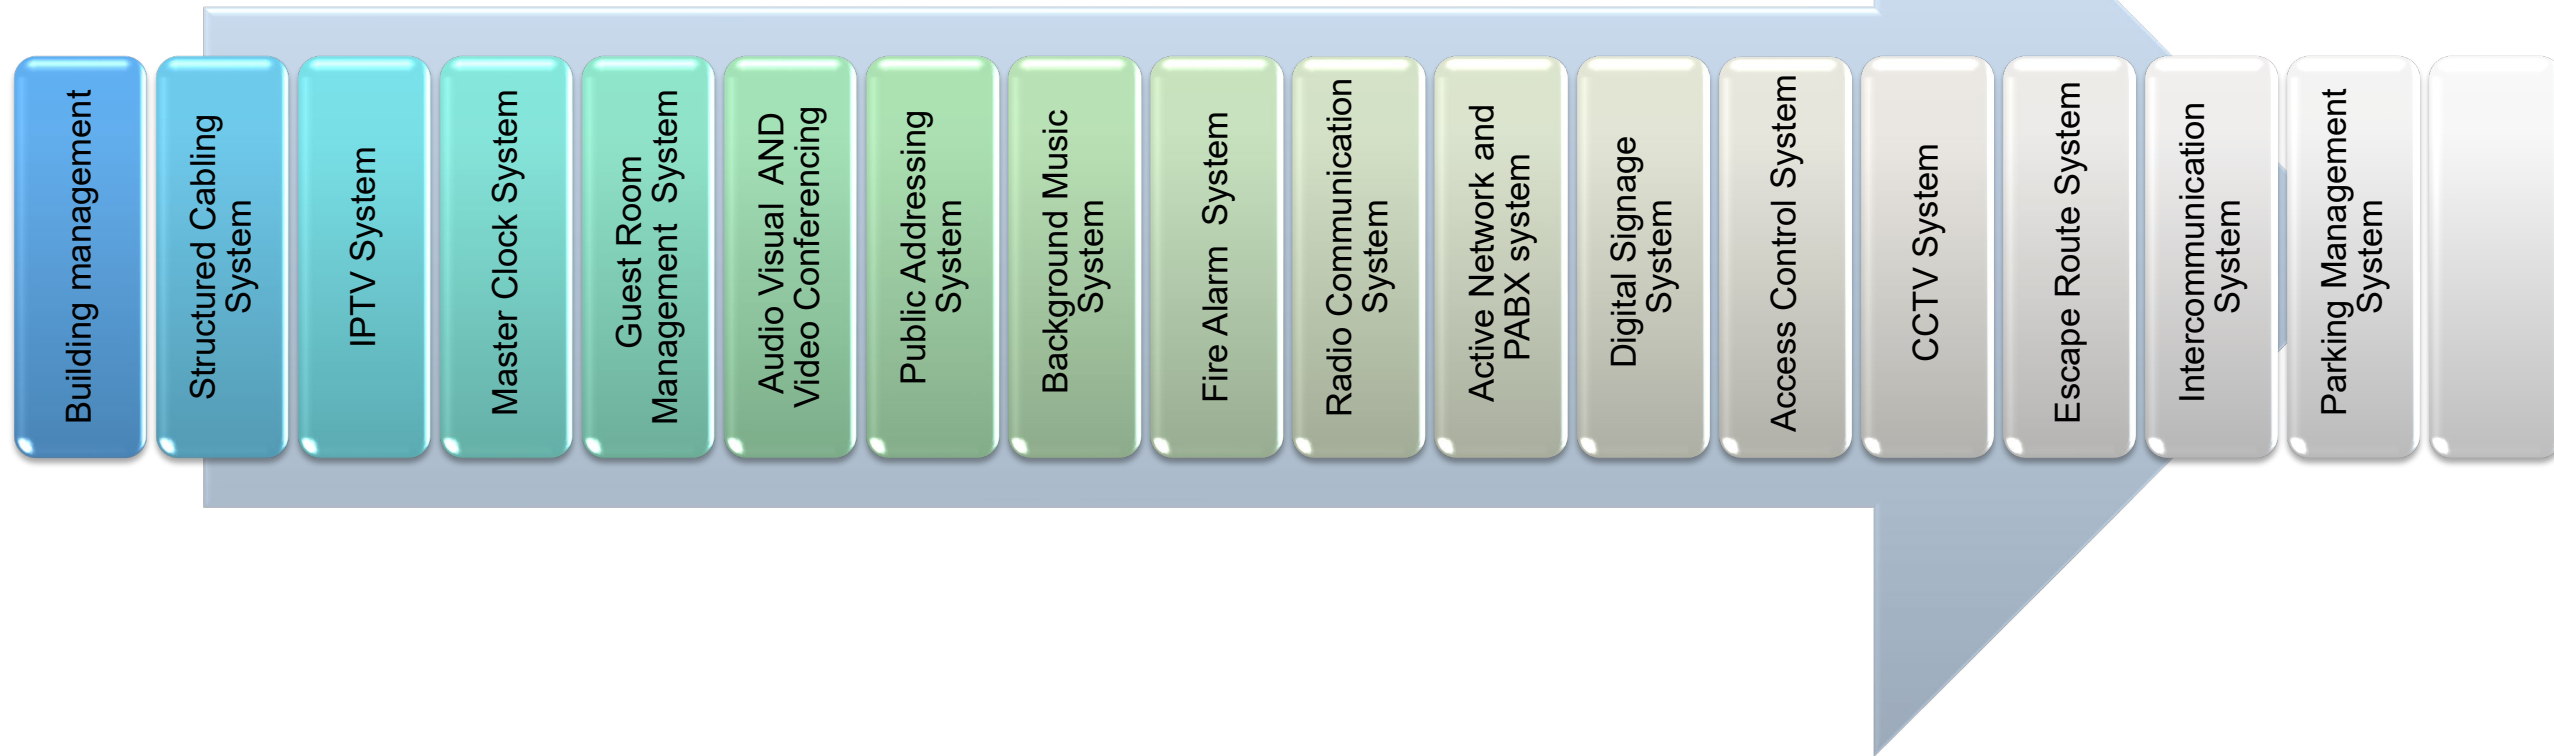 Building management
Structured Cabling
System
IPTV System
Master Clock System
Guest Room
Management  System
Audio Visual  AND
Video Conferencing
Public Addressing
System
Background Music
System
Fire Alarm  System
Radio Communication
System
Active Network and
PABX system
Digital Signage
System
Access Control System
CCTV System
Escape Route System
Intercommunication
System
Parking Management
System